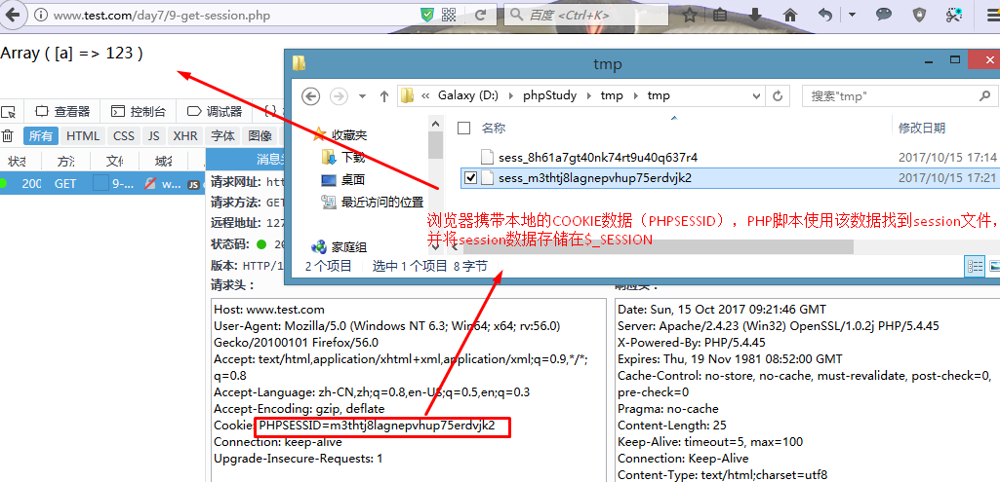 www.test.com/day7/9-get-session.php
百度 <Ctrl+K>
Array ( [a] => 123 )
tmp
Galaxy (D:)
phpStudy
tmp
tmp
搜索"tmp"
查看器
控制台
调试器
所有
HTML
CSS
JS
XHR
字体
图像
收藏夹
下载
桌面
最近访问的位置
家庭组
名称
修改日期
sess_8h61a7gt40nk74rt9u40q637r4
2017/10/15 17:14
sess_m3thtj8lagnepvhup75erdvjk2
2017/10/15 17:21
浏览器携带本地的COOKIE数据（PHPSESSID），PHP脚本使用该数据找到session文件，
并将session数据存储在$_SESSION
2 个项目
选中 1 个项目 8 字节
200
GET
9-...
w...
JS
请求网址:
请求方法: GET
远程地址: 127
状态码:
版本: HTTP/1
请求头：
Host: www.test.com
User-Agent: Mozilla/5.0 (Windows NT 6.3; Win64; x64; rv:56.0)
Gecko/20100101 Firefox/56.0
Accept: text/html,application/xhtml+xml,application/xml;q=0.9,*/*;
q=0.8
Accept-Language: zh-CN,zh;q=0.8,en-US;q=0.5,en;q=0.3
Accept-Encoding: gzip, deflate
Cookie: PHPSESSID=m3thtj8lagnepvhup75erdvjk2
Connection: keep-alive
Upgrade-Insecure-Requests: 1
响应头：
Date: Sun, 15 Oct 2017 09:21:46 GMT
Server: Apache/2.4.23 (Win32) OpenSSL/1.0.2j PHP/5.4.45
X-Powered-By: PHP/5.4.45
Expires: Thu, 19 Nov 1981 08:52:00 GMT
Cache-Control: no-store, no-cache, must-revalidate, post-check=0,
pre-check=0
Pragma: no-cache
Content-Length: 25
Keep-Alive: timeout=5, max=100
Connection: Keep-Alive
Content-Type: text/html;charset=utf8